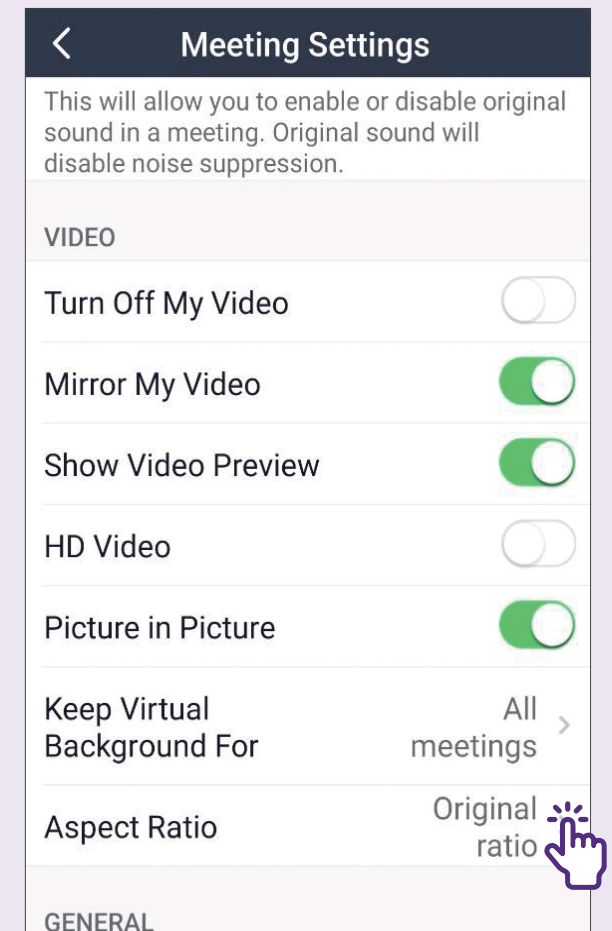 Meeting Settings
This will allow you to enable or disable original
sound in a meeting. Original sound will
disable noise suppression.
VIDEO
Turn Off My Video
Mirror My Video
Show Video Preview
HD Video
Picture in Picture
Keep Virtual
Background For
All
meetings
Aspect Ratio
Original
ratio
GENERAL